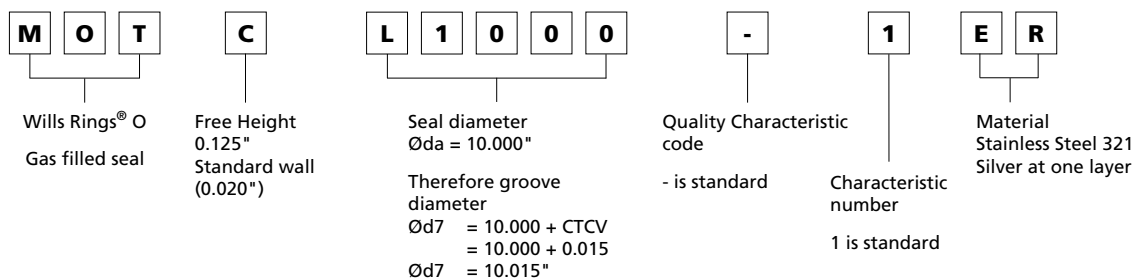 M O T C L 1 0 0 0 - 1 E R
Wills Rings® O
Gas filled seal
Free Height
0.125"
Standard wall
(0.020")
Seal diameter
Øda = 10.000"
Therefore groove
diameter
Ød7 = 10.000 + CTCV
= 10.000 + 0.015
Ød7 = 10.015"
Quality Characteristic
code
- is standard
Characteristic
number
1 is standard
Material
Stainless Steel 321
Silver at one layer